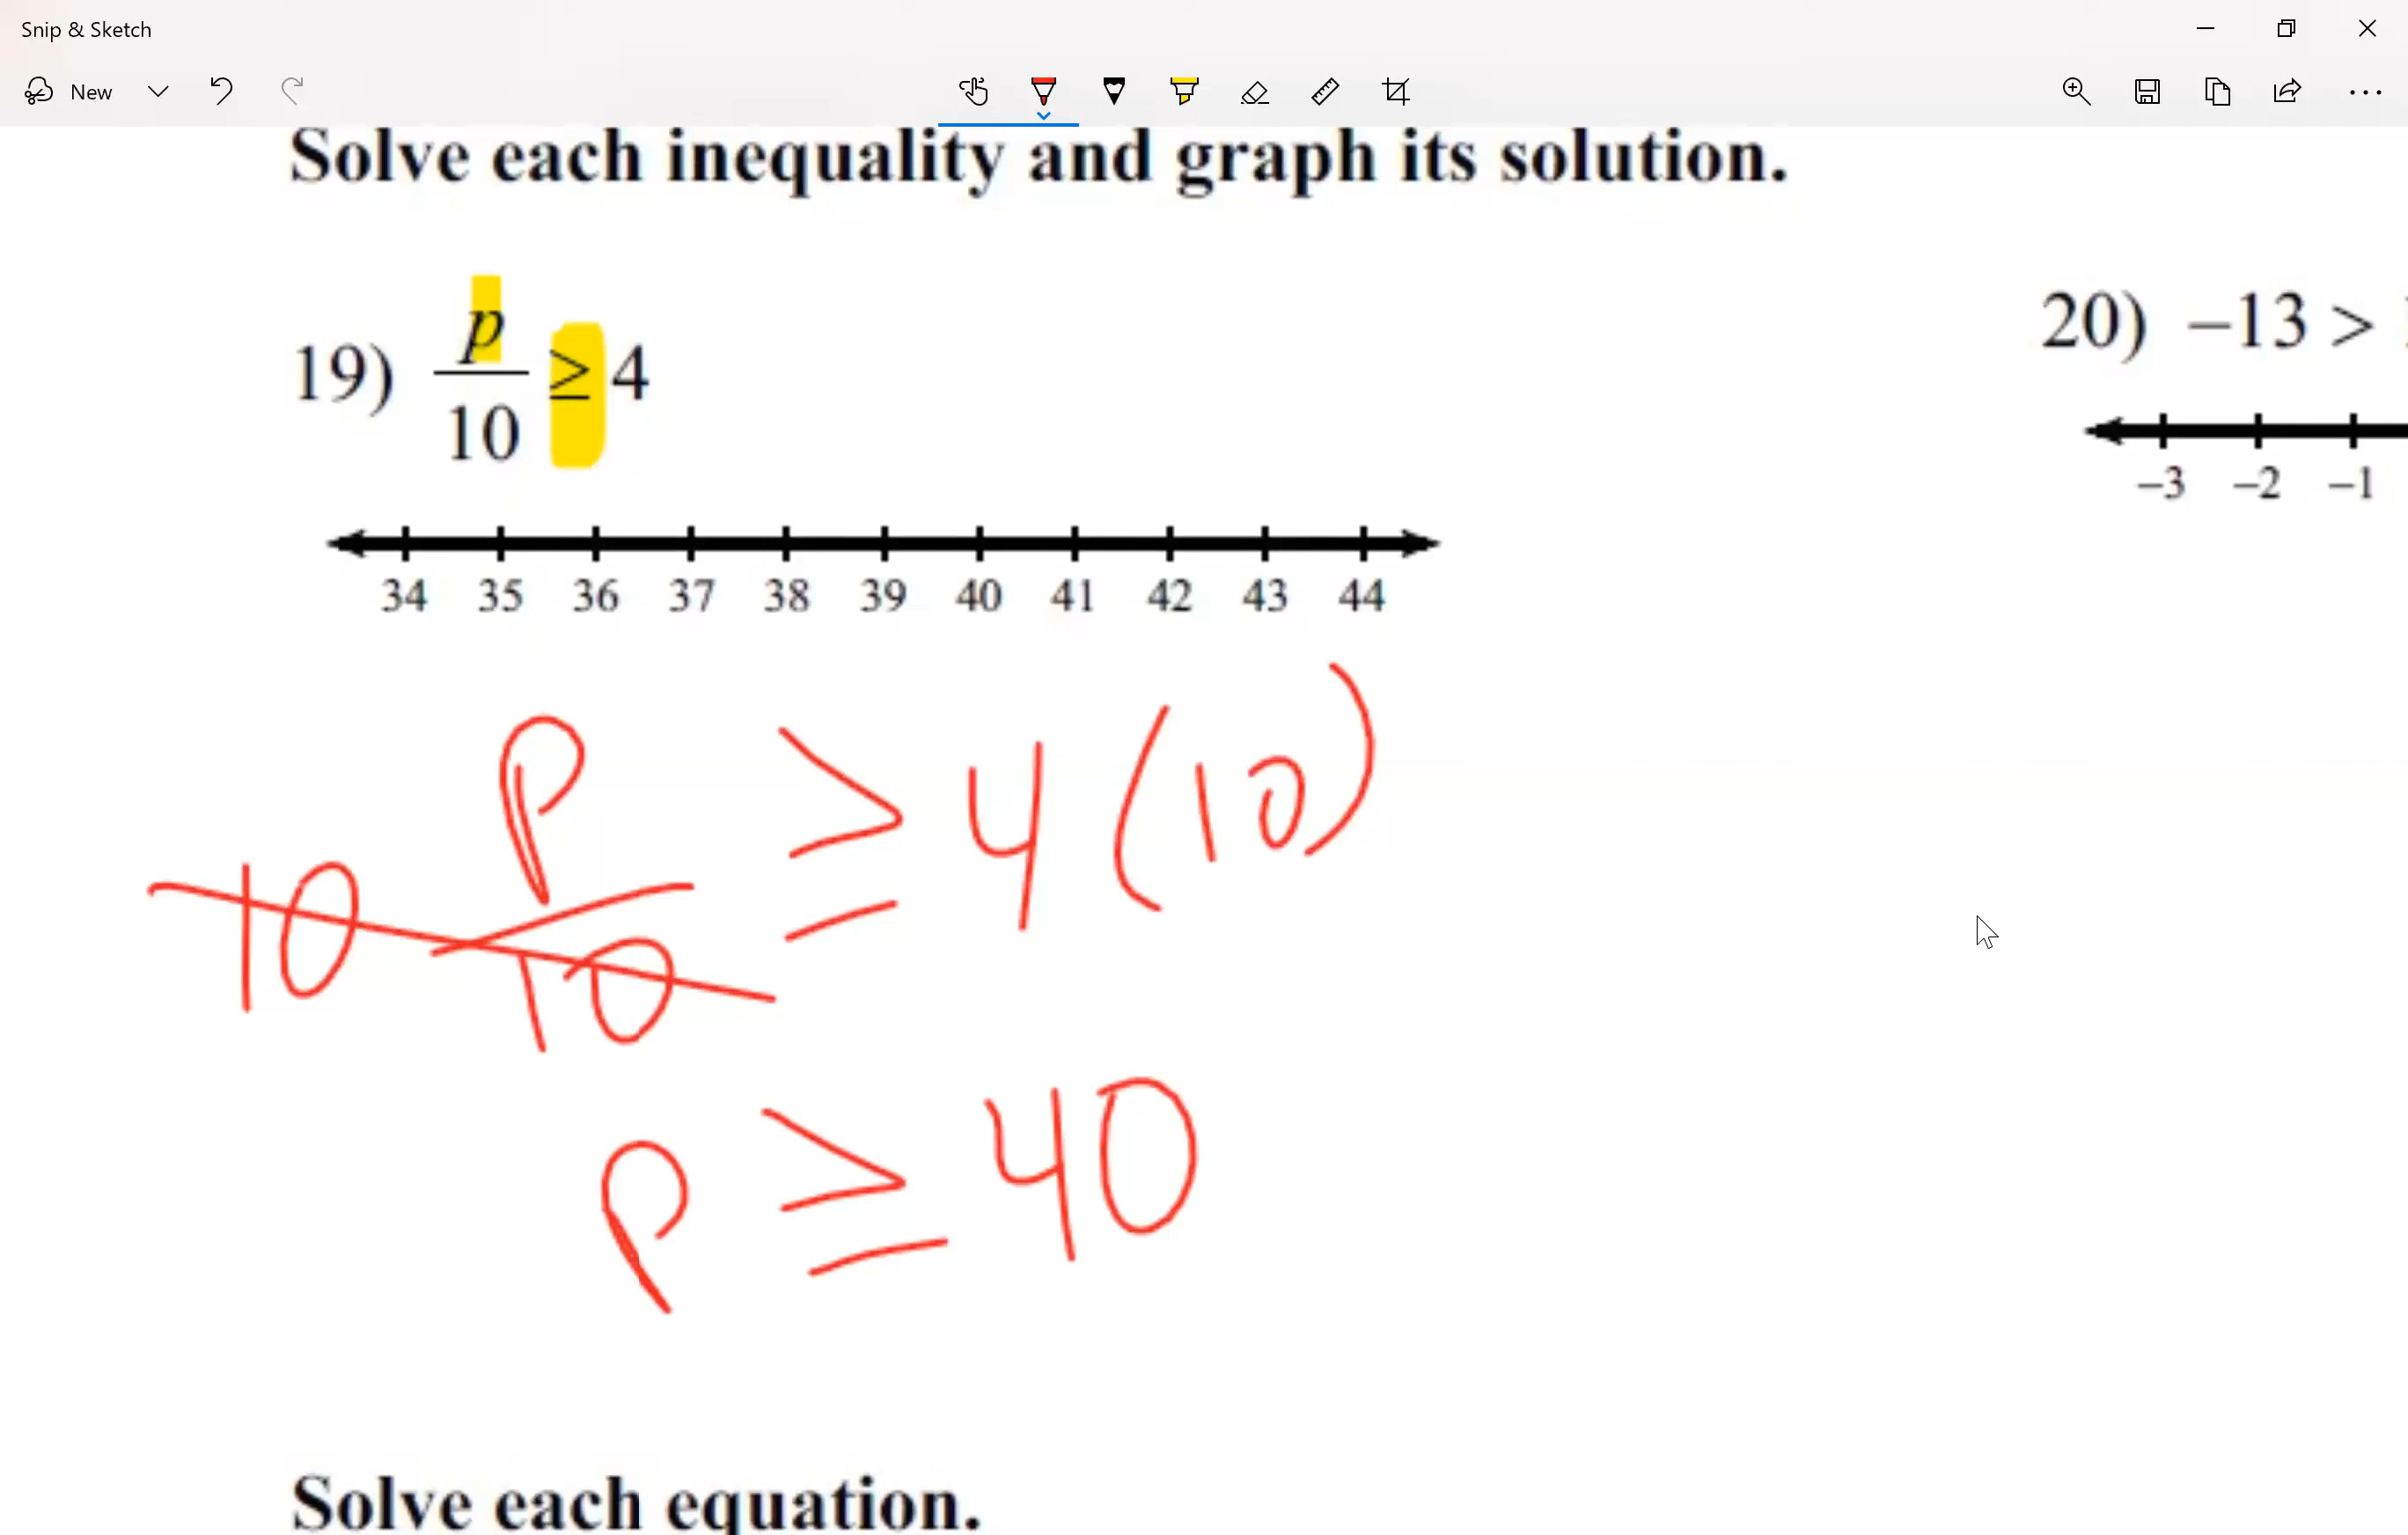 Snip & Sketch
New
Solve each inequality and graph its solution.
19) p/10 ≥ 4
20) −13 >
34 35 36 37 38 39 40 41 42 43 44
−3 −2 −1
10 p/10 ≥ 4(10)
p ≥ 40
Solve each equation.